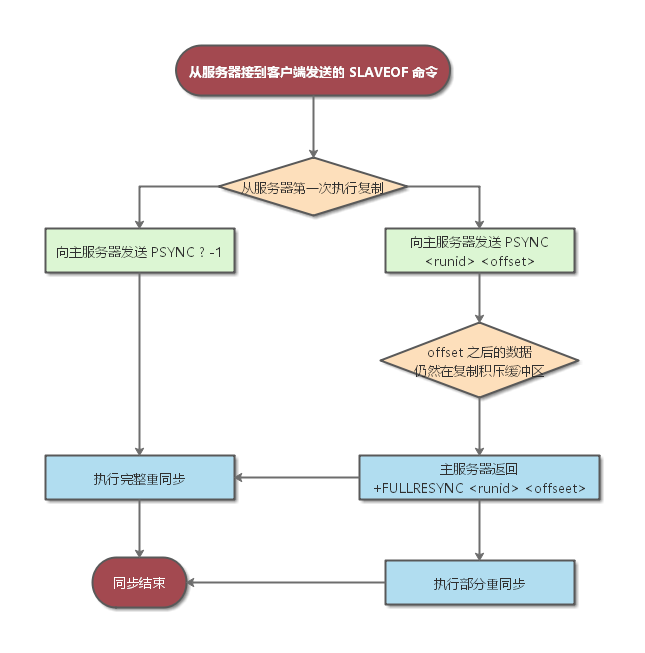 从服务器接到客户端发送的 SLAVEOF 命令
从服务器第一次执行复制
向主服务器发送 PSYNC ? -1
向主服务器发送 PSYNC
<runid> <offset>
offset 之后的数据
仍然在复制积压缓冲区
执行完整重同步
主服务器返回
+FULLRESYNC <runid> <offseet>
同步结束
执行部分重同步